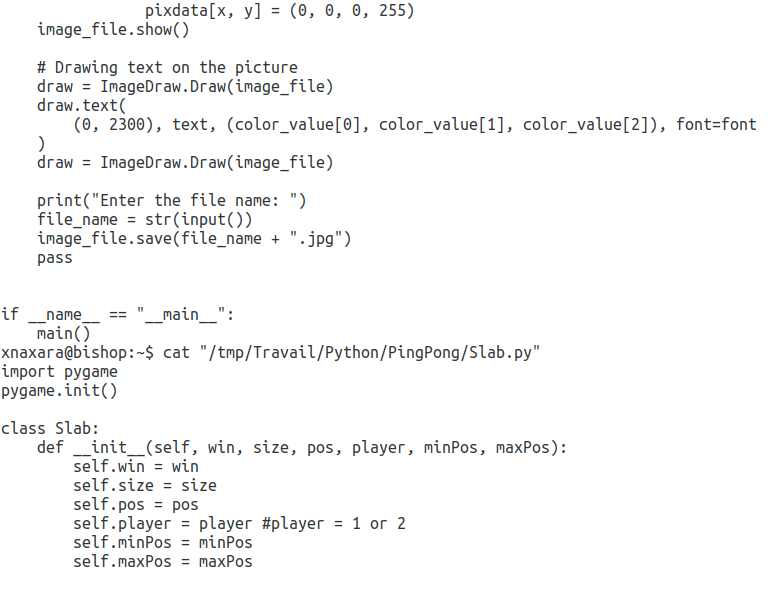 pixdata[x, y] = (0, 0, 0, 255)
    image_file.show()

    # Drawing text on the picture
    draw = ImageDraw.Draw(image_file)
    draw.text(
        (0, 2300), text, (color_value[0], color_value[1], color_value[2]), font=font
    )
    draw = ImageDraw.Draw(image_file)

    print("Enter the file name: ")
    file_name = str(input())
    image_file.save(file_name + ".jpg")
    pass


if __name__ == "__main__":
    main()
xnaxara@bishop:~$ cat "/tmp/Travail/Python/PingPong/Slab.py"
import pygame
pygame.init()

class Slab:
    def __init__(self, win, size, pos, player, minPos, maxPos):
        self.win = win
        self.size = size
        self.pos = pos
        self.player = player #player = 1 or 2
        self.minPos = minPos
        self.maxPos = maxPos